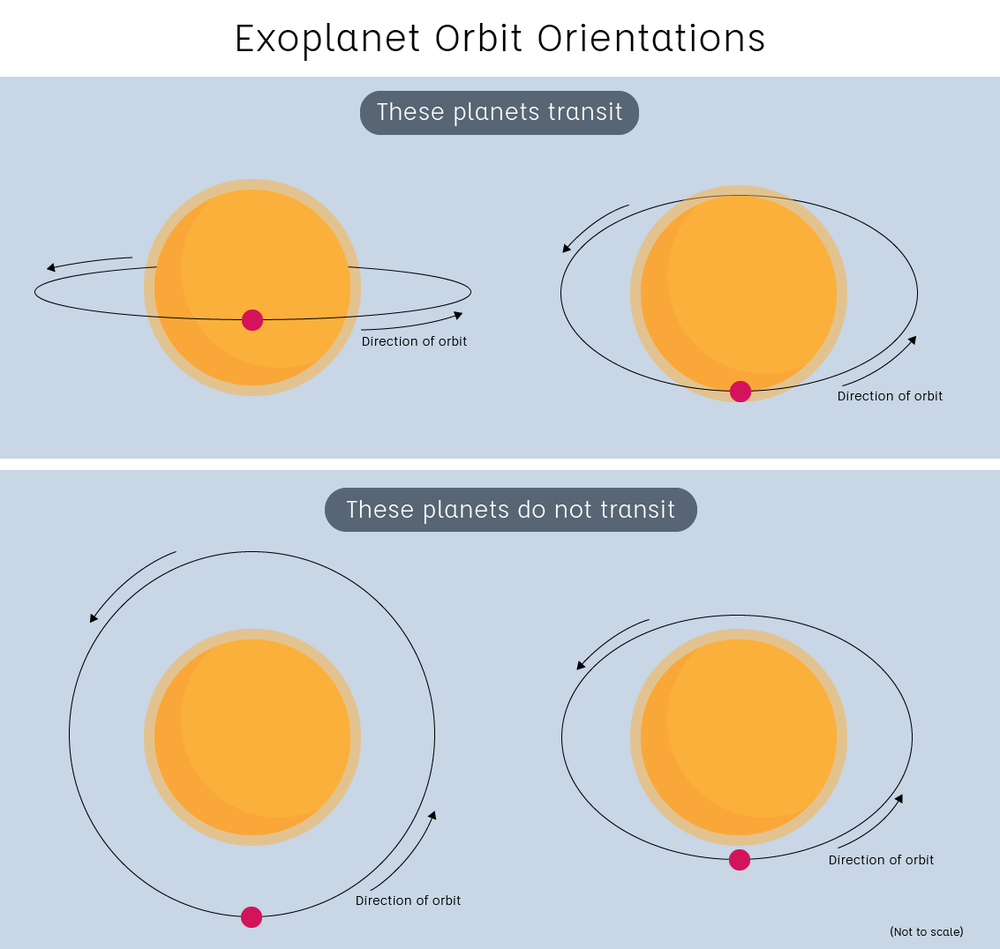 Exoplanet Orbit Orientations
These planets transit
Direction of orbit
Direction of orbit
These planets do not transit
Direction of orbit
Direction of orbit
(Not to scale)